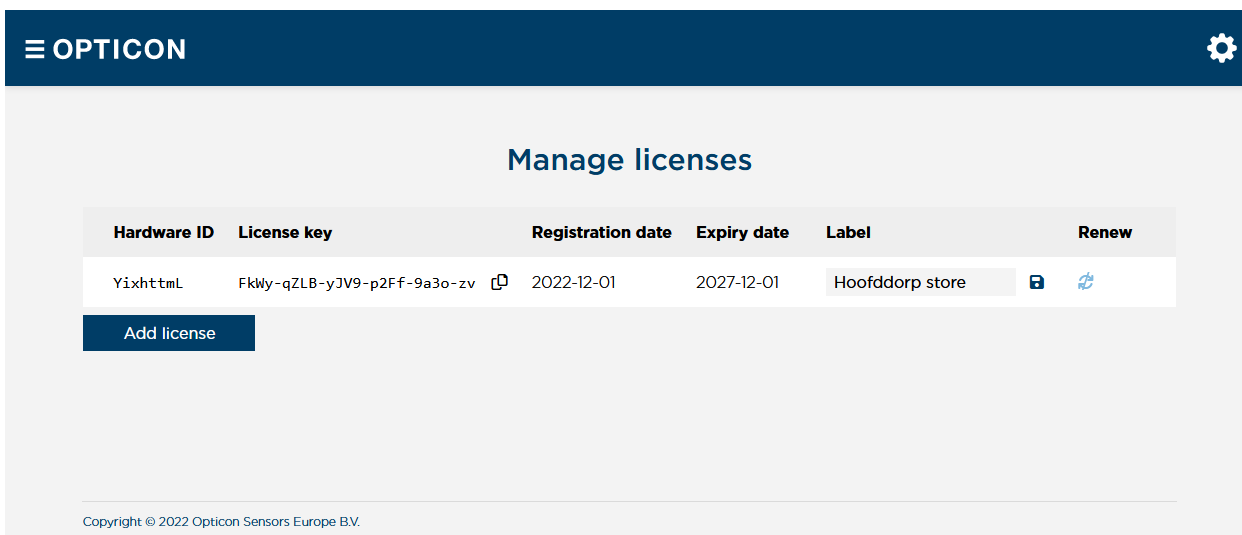 OPTICON
Manage licenses
Hardware ID License key Registration date Expiry date Label Renew
YixhttmL FkWy-qZLB-yJV9-p2Ff-9a3o-zv 2022-12-01 2027-12-01 Hoofddorp store
Add license
Copyright © 2022 Opticon Sensors Europe B.V.